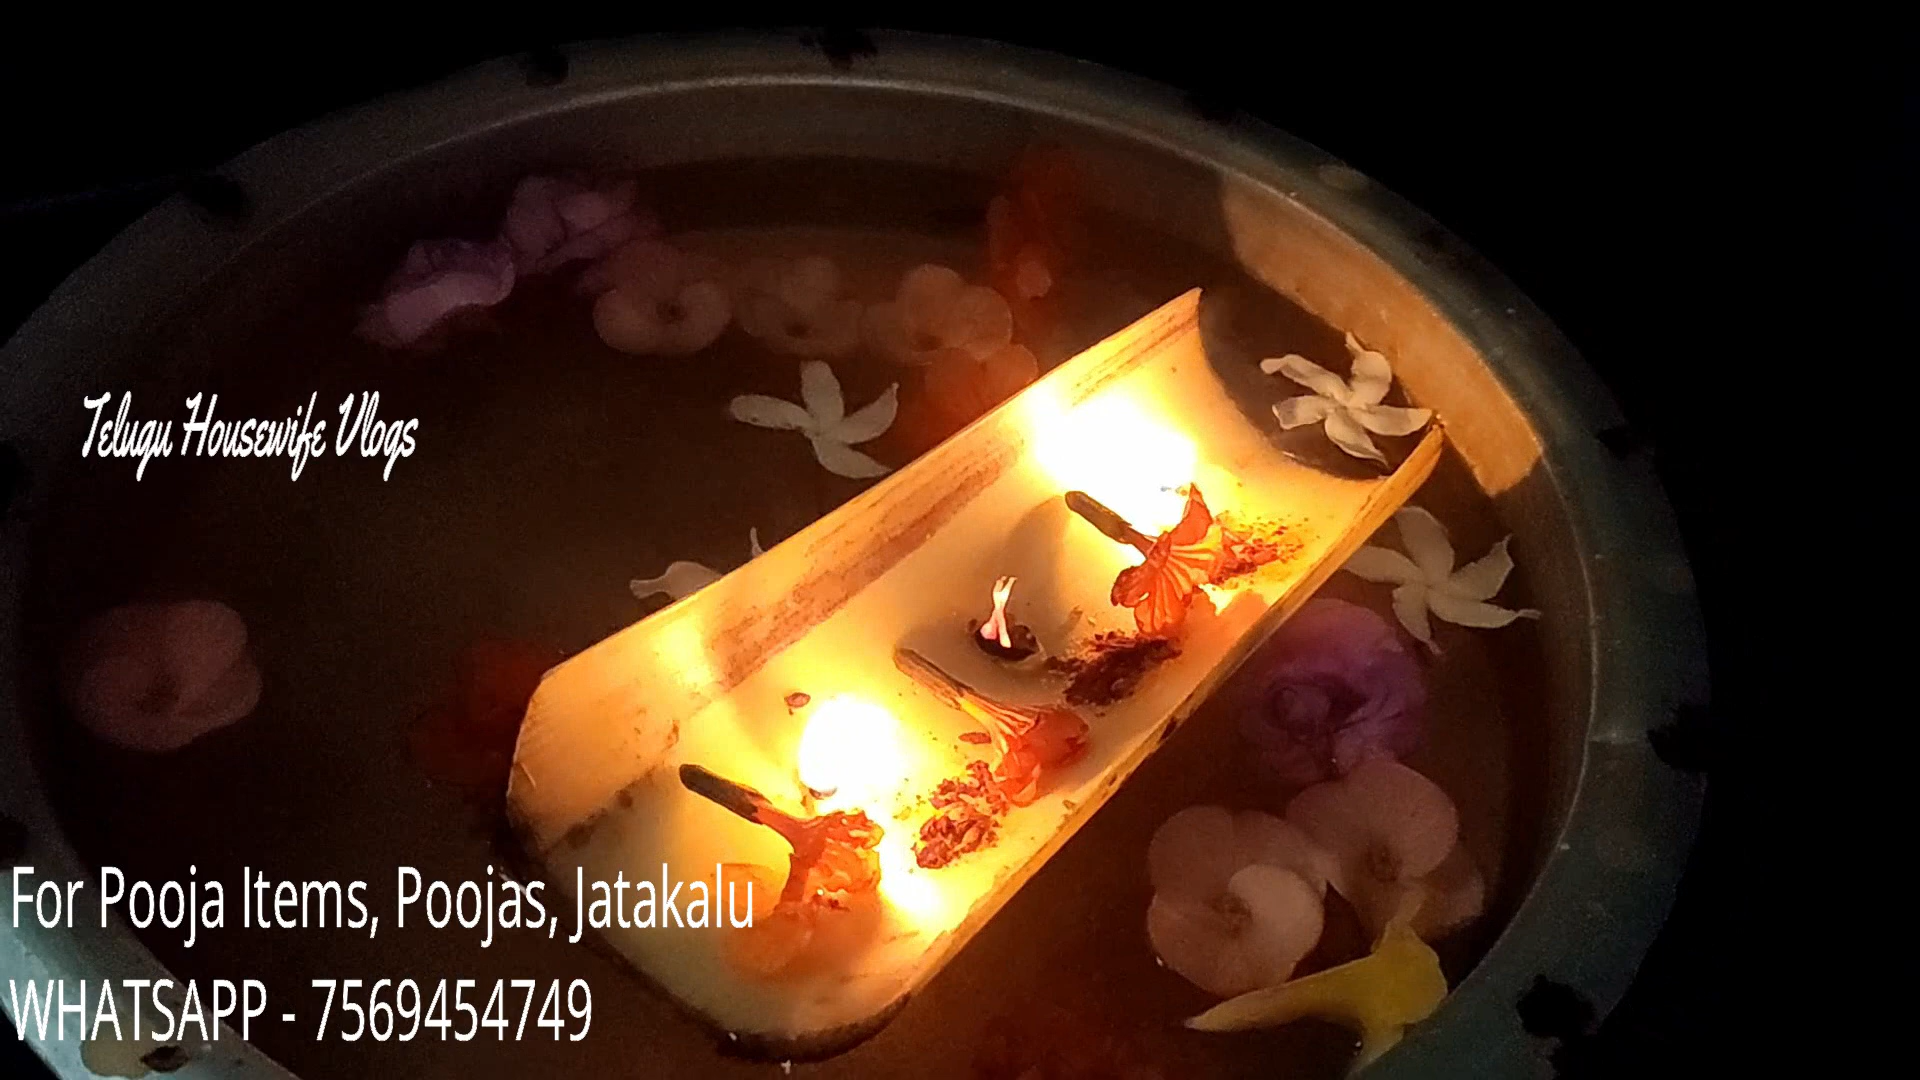 Telugu Housewife Vlogs
For Pooja Items, Poojas, Jatakalu
WHATSAPP - 7569454749